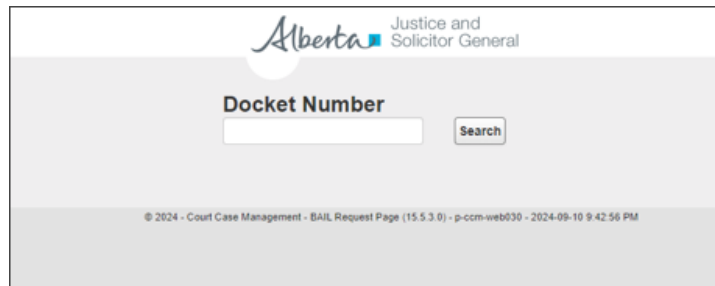 Alberta
Justice and
Solicitor General
Docket Number
Search
© 2024 - Court Case Management - BAIL Request Page (15.5.3.0) - p-ccm-web030 - 2024-09-10 9:42:56 PM